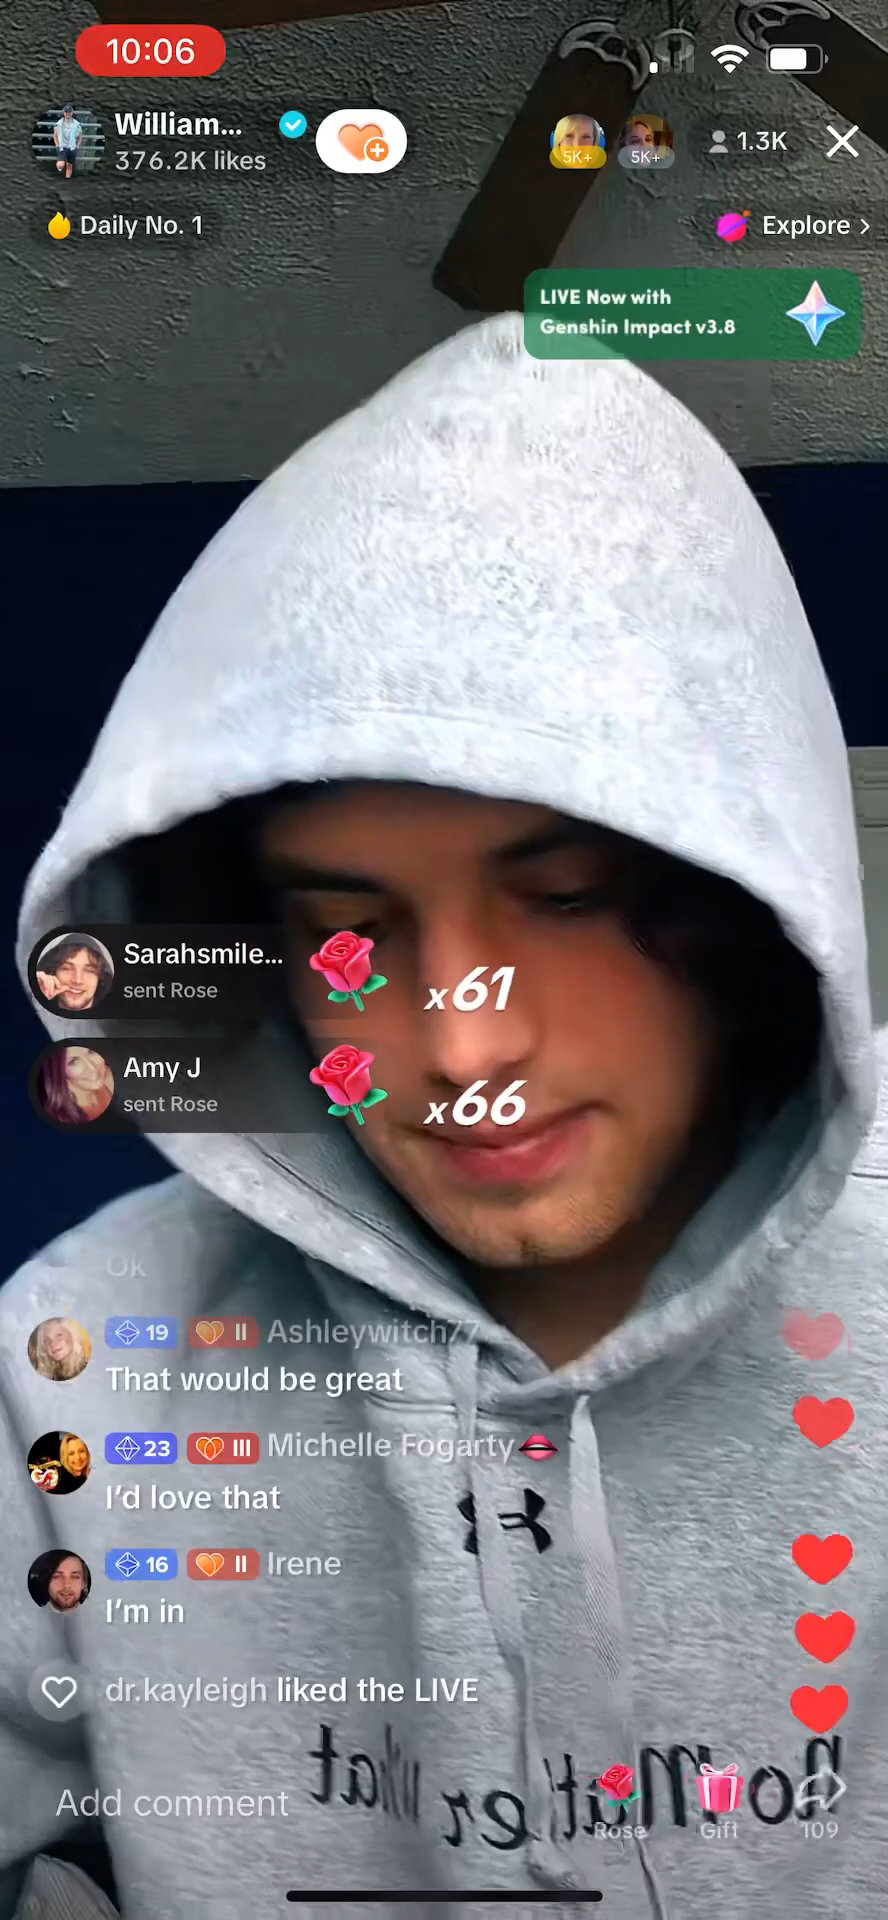 10:06
William...
376.2K likes
5K+
5K+
1.3K
Daily No. 1
Explore >
LIVE Now with
Genshin Impact v3.8
Sarahsmile...
sent Rose
x61
Amy J
sent Rose
x66
Ok
19 II Ashleywitch77
That would be great
23 III Michelle Fogarty
I'd love that
16 II Irene
I'm in
dr.kayleigh liked the LIVE
No Matter what
Add comment
Rose
Gift
109